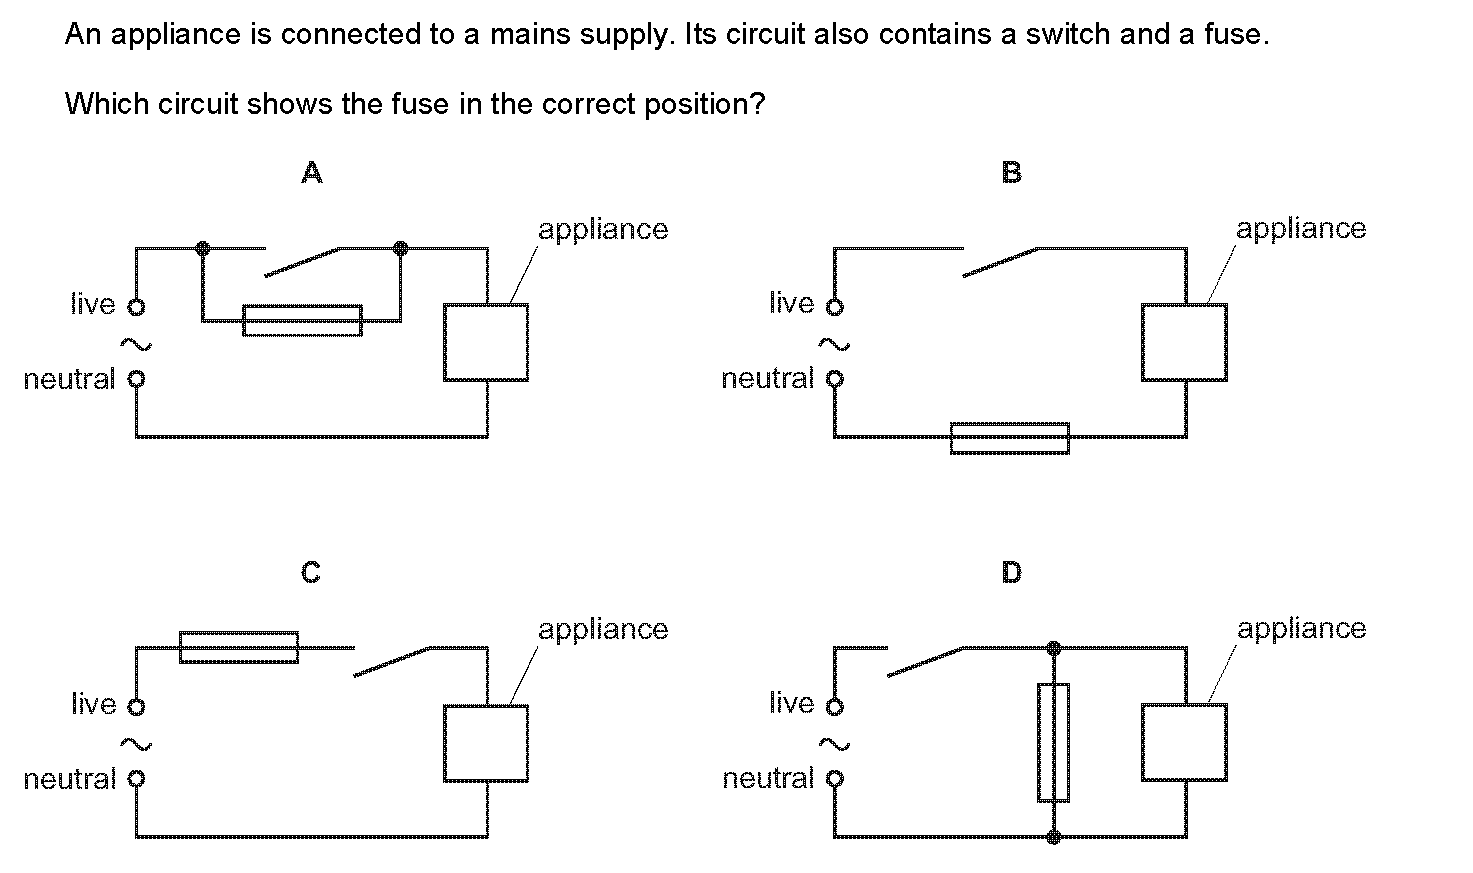 An appliance is connected to a mains supply. Its circuit also contains a switch and a fuse.
Which circuit shows the fuse in the correct position?
A
appliance
live
neutral
B
appliance
live
neutral
C
appliance
live
neutral
D
appliance
live
neutral